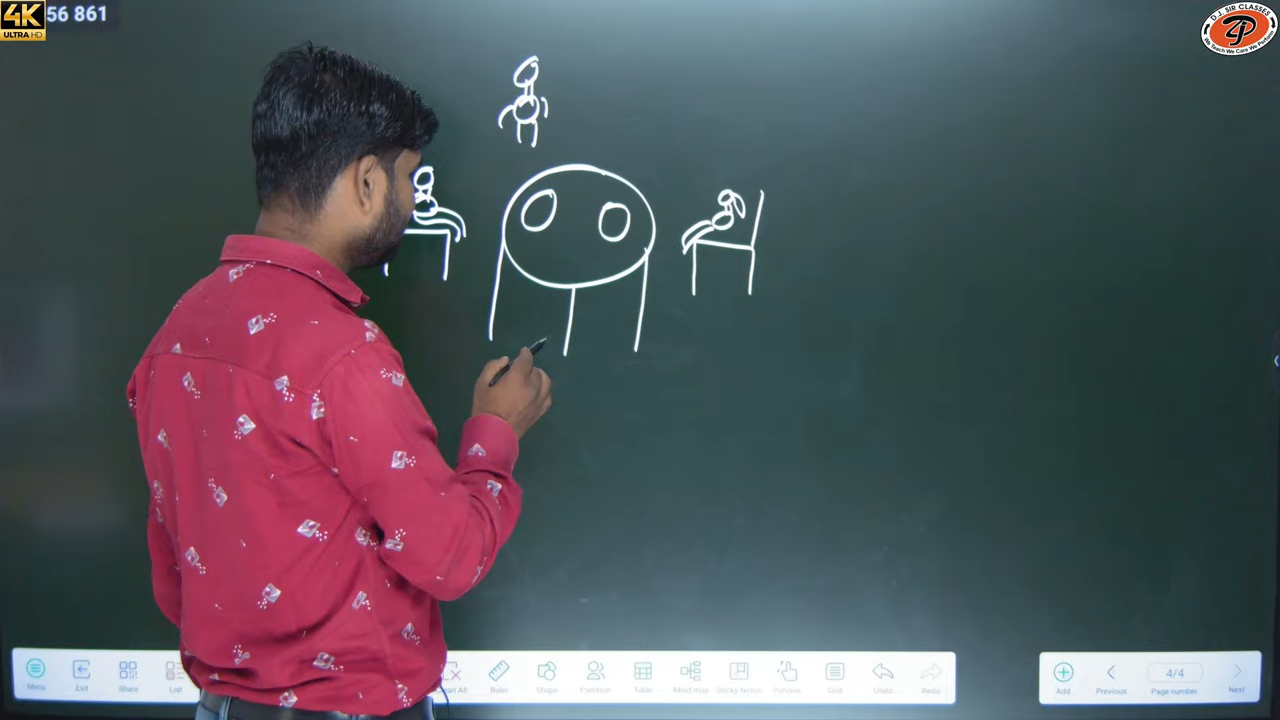 4K
ULTRA HD
56 861
D.J. SIR CLASSES
We Teach We Care We Perform
Menu
Exit
Share
List
Ruler
Shape
Partition
Table
Mind map
Sticky Notes
Preview
Grid
Undo
Redo
Add
Previous
4/4
Page number
Next